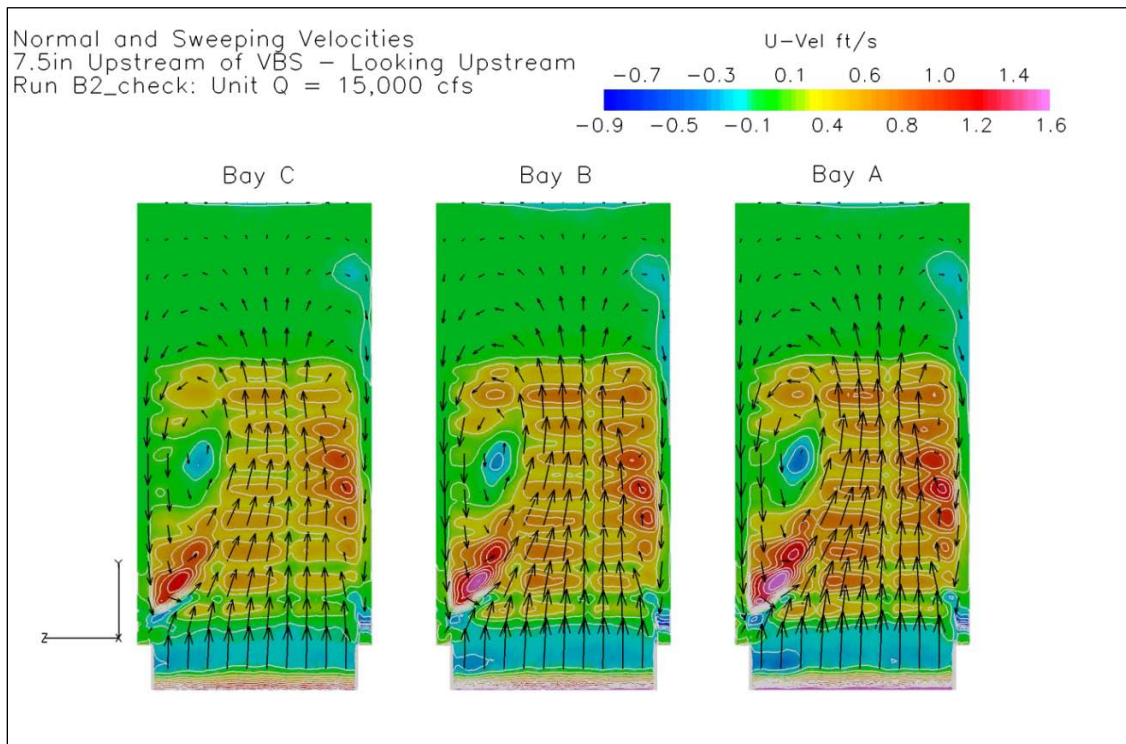 Normal and Sweeping Velocities
7.5in Upstream of VBS - Looking Upstream
Run B2_check: Unit Q = 15,000 cfs
U-Vel ft/s
-0.7 -0.3 0.1 0.6 1.0 1.4
-0.9 -0.5 -0.1 0.4 0.8 1.2 1.6
Bay C Bay B Bay A
Y
Z X